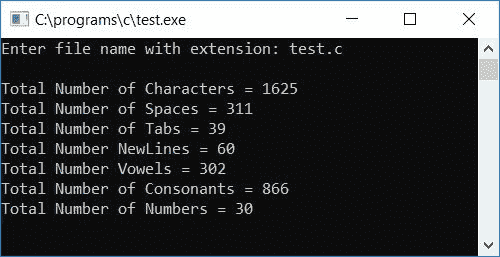 C:\programs\c\test.exe
Enter file name with extension: test.c
Total Number of Characters = 1625
Total Number of Spaces = 311
Total Number of Tabs = 39
Total Number NewLines = 60
Total Number Vowels = 302
Total Number of Consonants = 866
Total Number of Numbers = 30